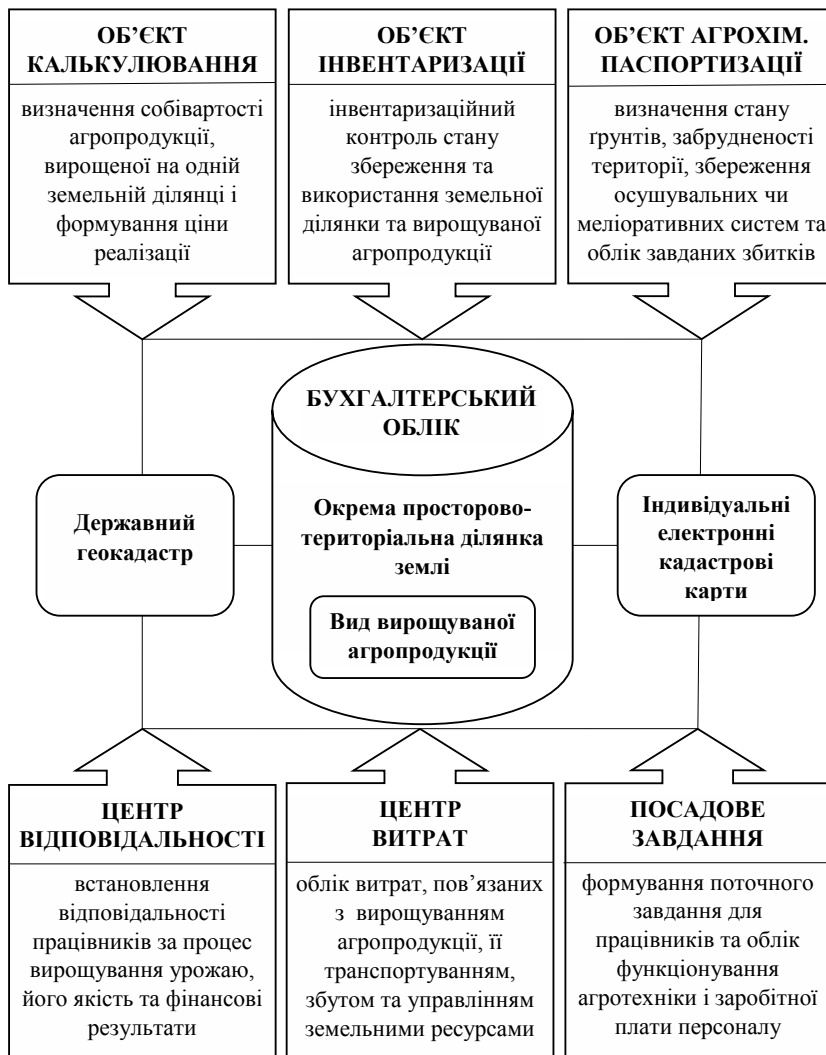 ОБ’ЄКТ
КАЛЬКУЛЮВАННЯ
визначення собівартості
агропродукції,
вирощеної на одній
земельній ділянці і
формування ціни
реалізації
ОБ’ЄКТ
ІНВЕНТАРИЗАЦІЇ
інвентаризаційний
контроль стану
збереження та
використання земельної
ділянки та вирощуваної
агропродукції
ОБ’ЄКТ АГРОХІМ.
ПАСПОРТИЗАЦІЇ
визначення стану
ґрунтів, забрудненості
території, збереження
осушувальних чи
меліоративних систем та
облік завданих збитків
БУХГАЛТЕРСЬКИЙ
ОБЛІК
Державний
геокадастр
Окрема просторово-
територіальна ділянка
землі
Вид вирощуваної
агропродукції
Індивідуальні
електронні
кадастрові
карти
ЦЕНТР
ВІДПОВІДАЛЬНОСТІ
встановлення
відповідальності
працівників за процес
вирощування урожаю,
його якість та фінансові
результати
ЦЕНТР
ВИТРАТ
облік витрат, пов’язаних
з вирощуванням
агропродукції, її
транспортуванням,
збутом та управлінням
земельними ресурсами
ПОСАДОВЕ
ЗАВДАННЯ
формування поточного
завдання для
працівників та облік
функціонування
агротехніки і заробітної
плати персоналу